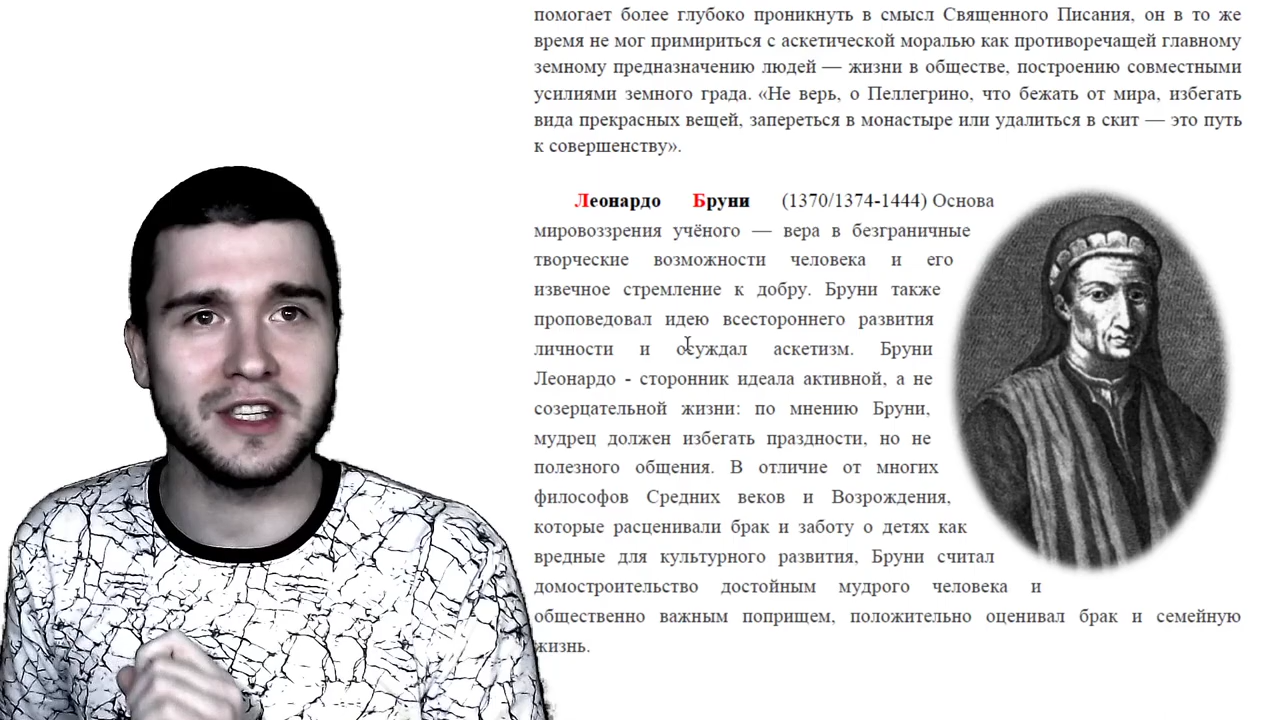 помогает более глубоко проникнуть в смысл Священного Писания, он в то же
время не мог примириться с аскетической моралью как противоречащей главному
земному предназначению людей — жизни в обществе, построению совместными
усилиями земного града. «Не верь, о Пеллегрино, что бежать от мира, избегать
вида прекрасных вещей, запереться в монастыре или удалиться в скит — это путь
к совершенству».
Леонардо Бруни (1370/1374-1444) Основа
мировоззрения учёного — вера в безграничные
творческие возможности человека и его
извечное стремление к добру. Бруни также
проповедовал идею всестороннего развития
личности и осуждал аскетизм. Бруни
Леонардо - сторонник идеала активной, а не
созерцательной жизни: по мнению Бруни,
мудрец должен избегать праздности, но не
полезного общения. В отличие от многих
философов Средних веков и Возрождения,
которые расценивали брак и заботу о детях как
вредные для культурного развития, Бруни считал
домостроительство достойным мудрого человека и
общественно важным поприщем, положительно оценивал брак и семейную
жизнь.